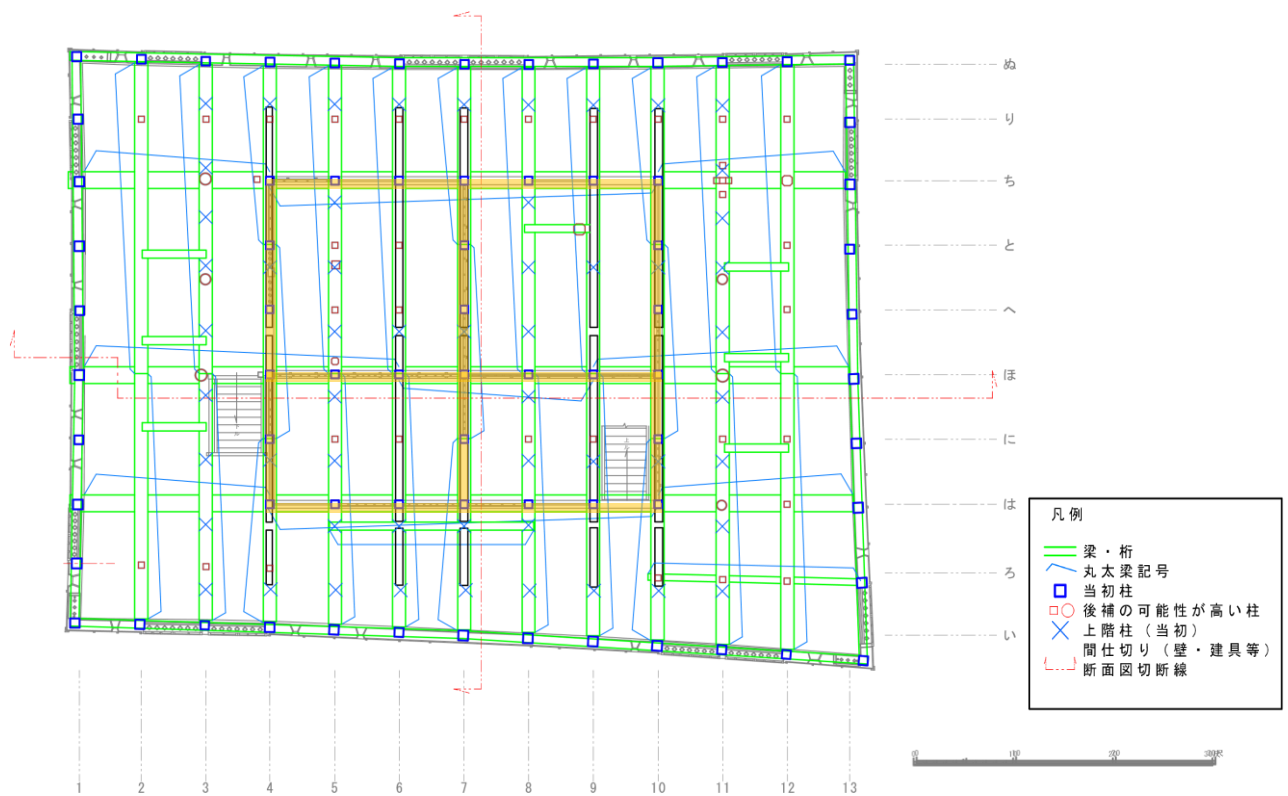 ぬ
り
ち
と
へ
ほ
に
は
ろ
い
凡例
梁・桁
丸太梁記号
当初柱
後補の可能性が高い柱
上階柱（当初）
間仕切り（壁・建具等）
断面図切断線
1 2 3 4 5 6 7 8 9 10 11 12 13